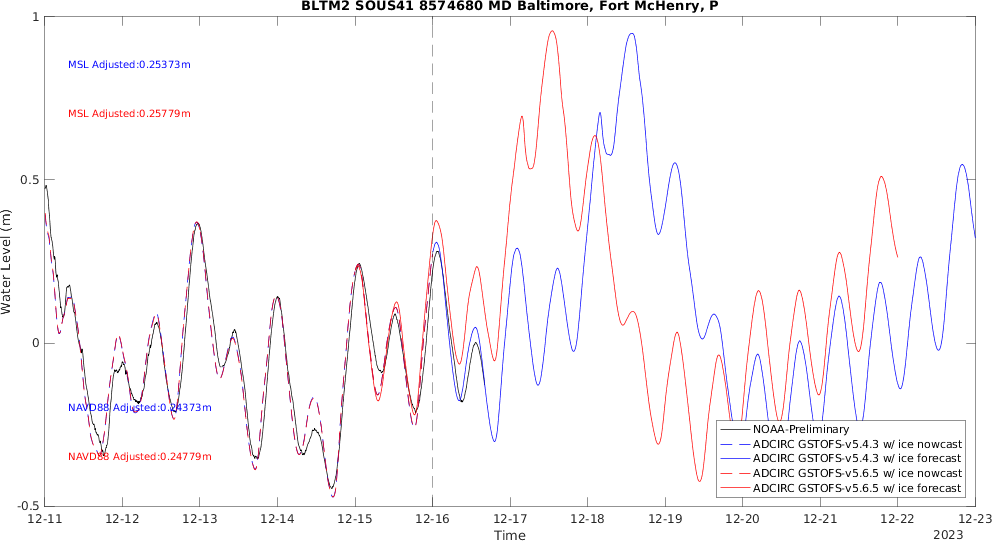 BLTM2 SOUS41 8574680 MD Baltimore, Fort McHenry, P
1
MSL Adjusted:0.25373m
MSL Adjusted:0.25779m
0.5
Water Level (m)
0
NAVD88 Adjusted:0.24373m
NAVD88 Adjusted:0.24779m
-0.5
NOAA-Preliminary
ADCIRC GSTOFS-v5.4.3 w/ ice nowcast
ADCIRC GSTOFS-v5.4.3 w/ ice forecast
ADCIRC GSTOFS-v5.6.5 w/ ice nowcast
ADCIRC GSTOFS-v5.6.5 w/ ice forecast
12-11 12-12 12-13 12-14 12-15 12-16 12-17 12-18 12-19 12-20 12-21 12-22 12-23
Time
2023